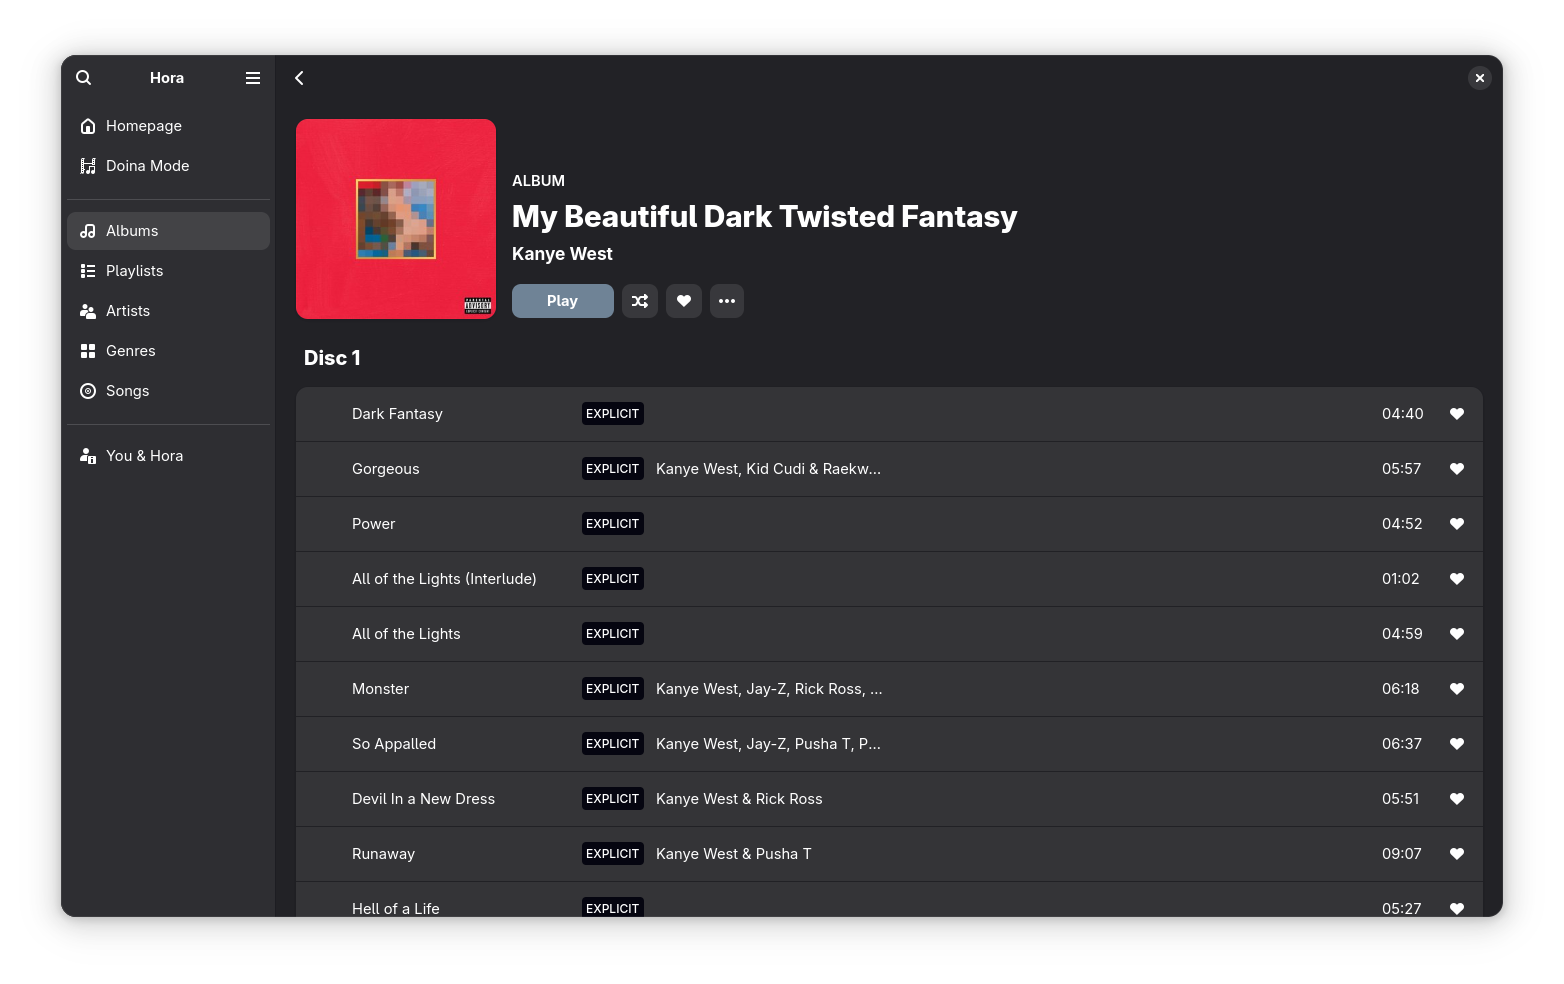 Hora
Homepage
Doina Mode
Albums
Playlists
Artists
Genres
Songs
You & Hora
PARENTAL
ADVISORY
EXPLICIT CONTENT
ALBUM
My Beautiful Dark Twisted Fantasy
Kanye West
Play
Disc 1
Dark Fantasy EXPLICIT 04:40
Gorgeous EXPLICIT Kanye West, Kid Cudi & Raekw... 05:57
Power EXPLICIT 04:52
All of the Lights (Interlude) EXPLICIT 01:02
All of the Lights EXPLICIT 04:59
Monster EXPLICIT Kanye West, Jay-Z, Rick Ross, ... 06:18
So Appalled EXPLICIT Kanye West, Jay-Z, Pusha T, P... 06:37
Devil In a New Dress EXPLICIT Kanye West & Rick Ross 05:51
Runaway EXPLICIT Kanye West & Pusha T 09:07
Hell of a Life EXPLICIT 05:27